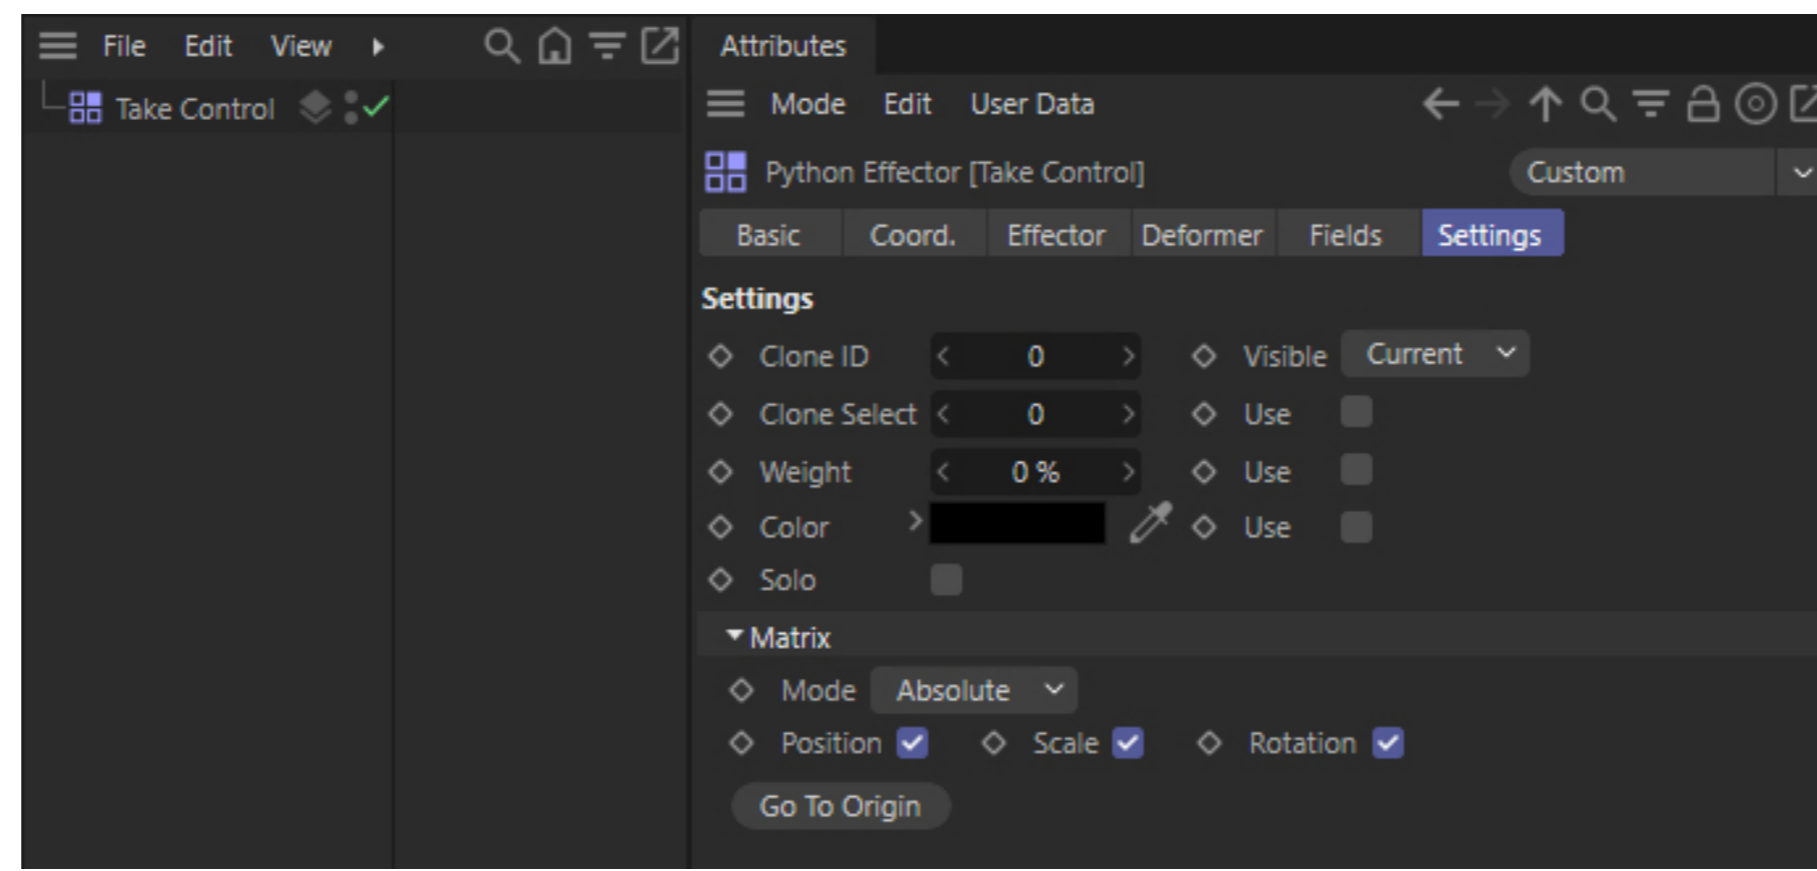 File Edit View
Take Control
Attributes
Mode Edit User Data
Python Effector [Take Control] Custom
Basic Coord. Effector Deformer Fields Settings
Settings
Clone ID 0 Visible Current
Clone Select 0 Use
Weight 0 % Use
Color Use
Solo
Matrix
Mode Absolute
Position Scale Rotation
Go To Origin